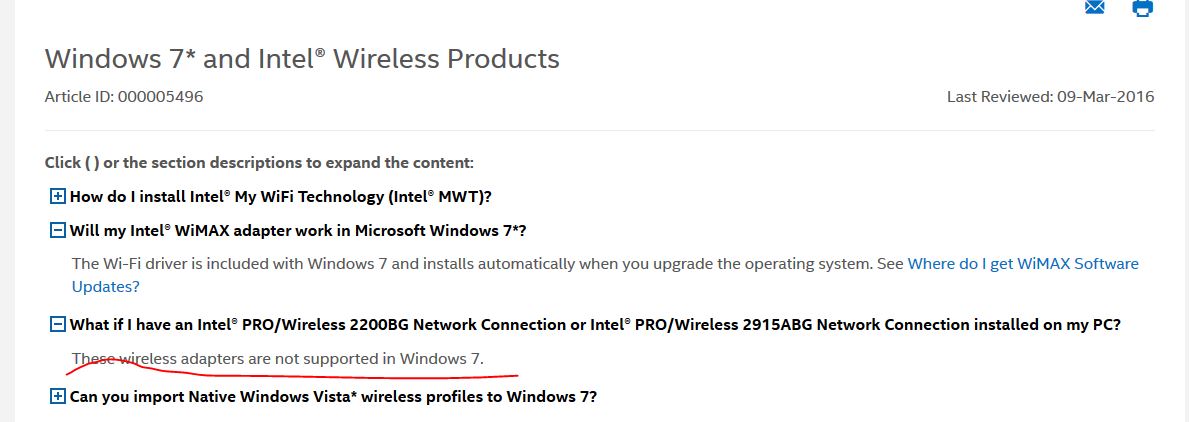 Windows 7* and Intel® Wireless Products
Article ID: 000005496
Last Reviewed: 09-Mar-2016
Click ( ) or the section descriptions to expand the content:
How do I install Intel® My WiFi Technology (Intel® MWT)?
Will my Intel® WiMAX adapter work in Microsoft Windows 7*?
The Wi-Fi driver is included with Windows 7 and installs automatically when you upgrade the operating system. See Where do I get WiMAX Software
Updates?
What if I have an Intel® PRO/Wireless 2200BG Network Connection or Intel® PRO/Wireless 2915ABG Network Connection installed on my PC?
These wireless adapters are not supported in Windows 7.
Can you import Native Windows Vista* wireless profiles to Windows 7?